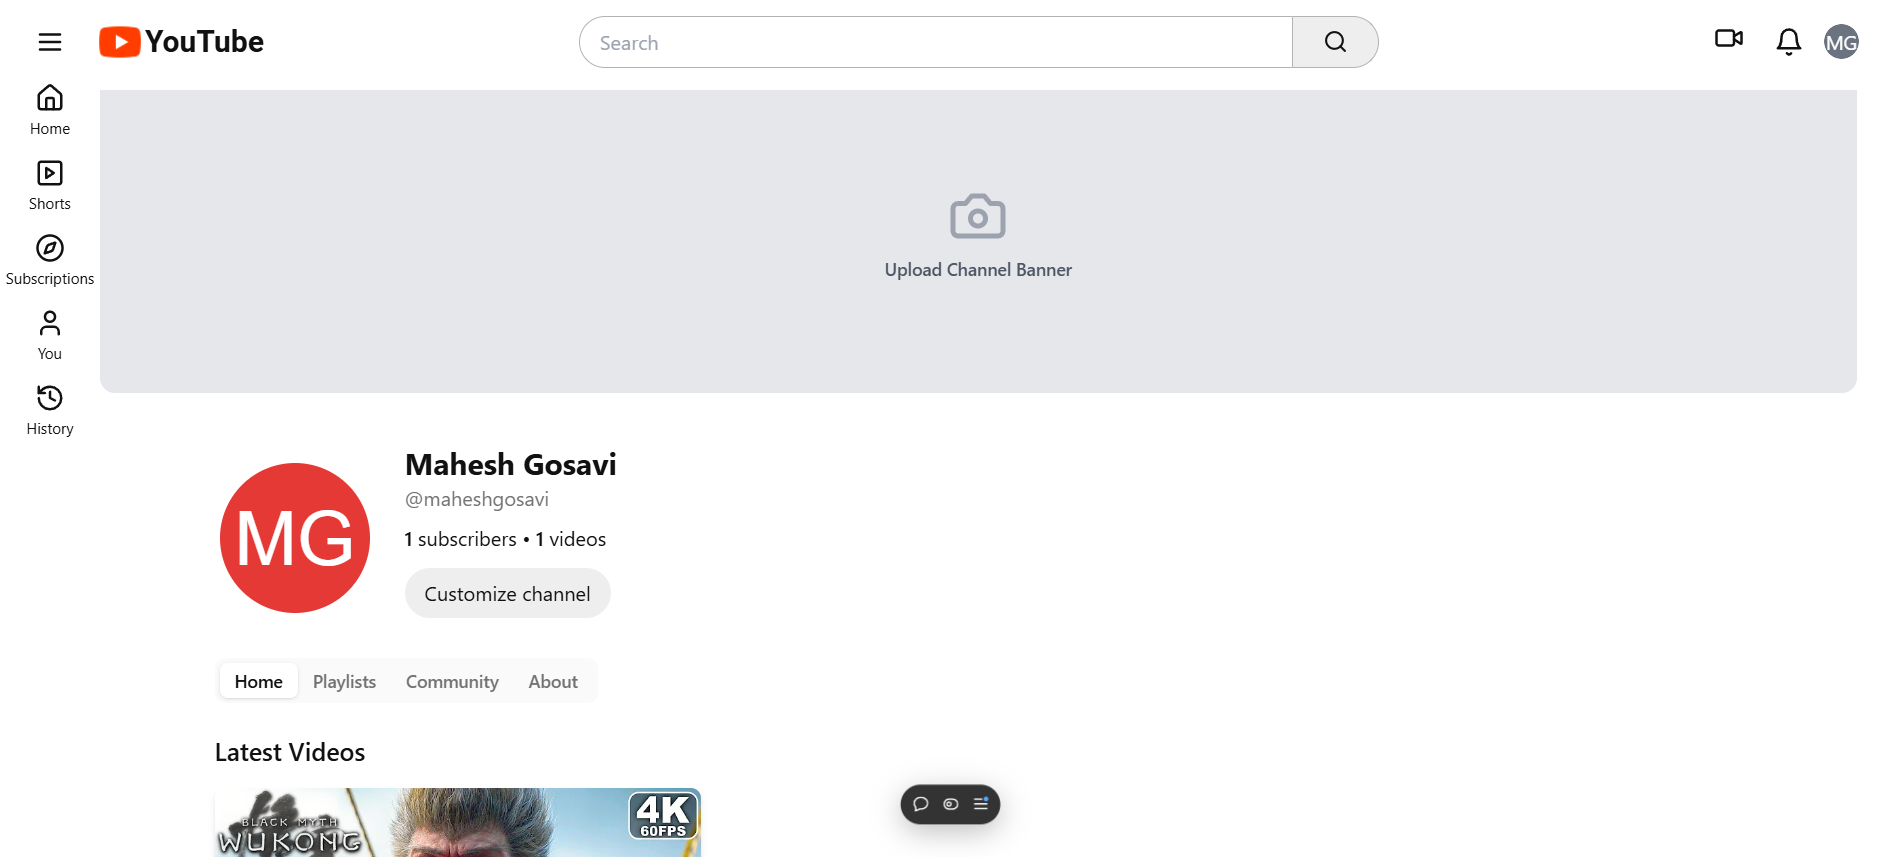 YouTube
Search
MG
Home
Shorts
Subscriptions
You
History
Upload Channel Banner
MG
Mahesh Gosavi
@maheshgosavi
1 subscribers • 1 videos
Customize channel
Home Playlists Community About
Latest Videos
BLACK MYTH
WUKONG
4K
60FPS